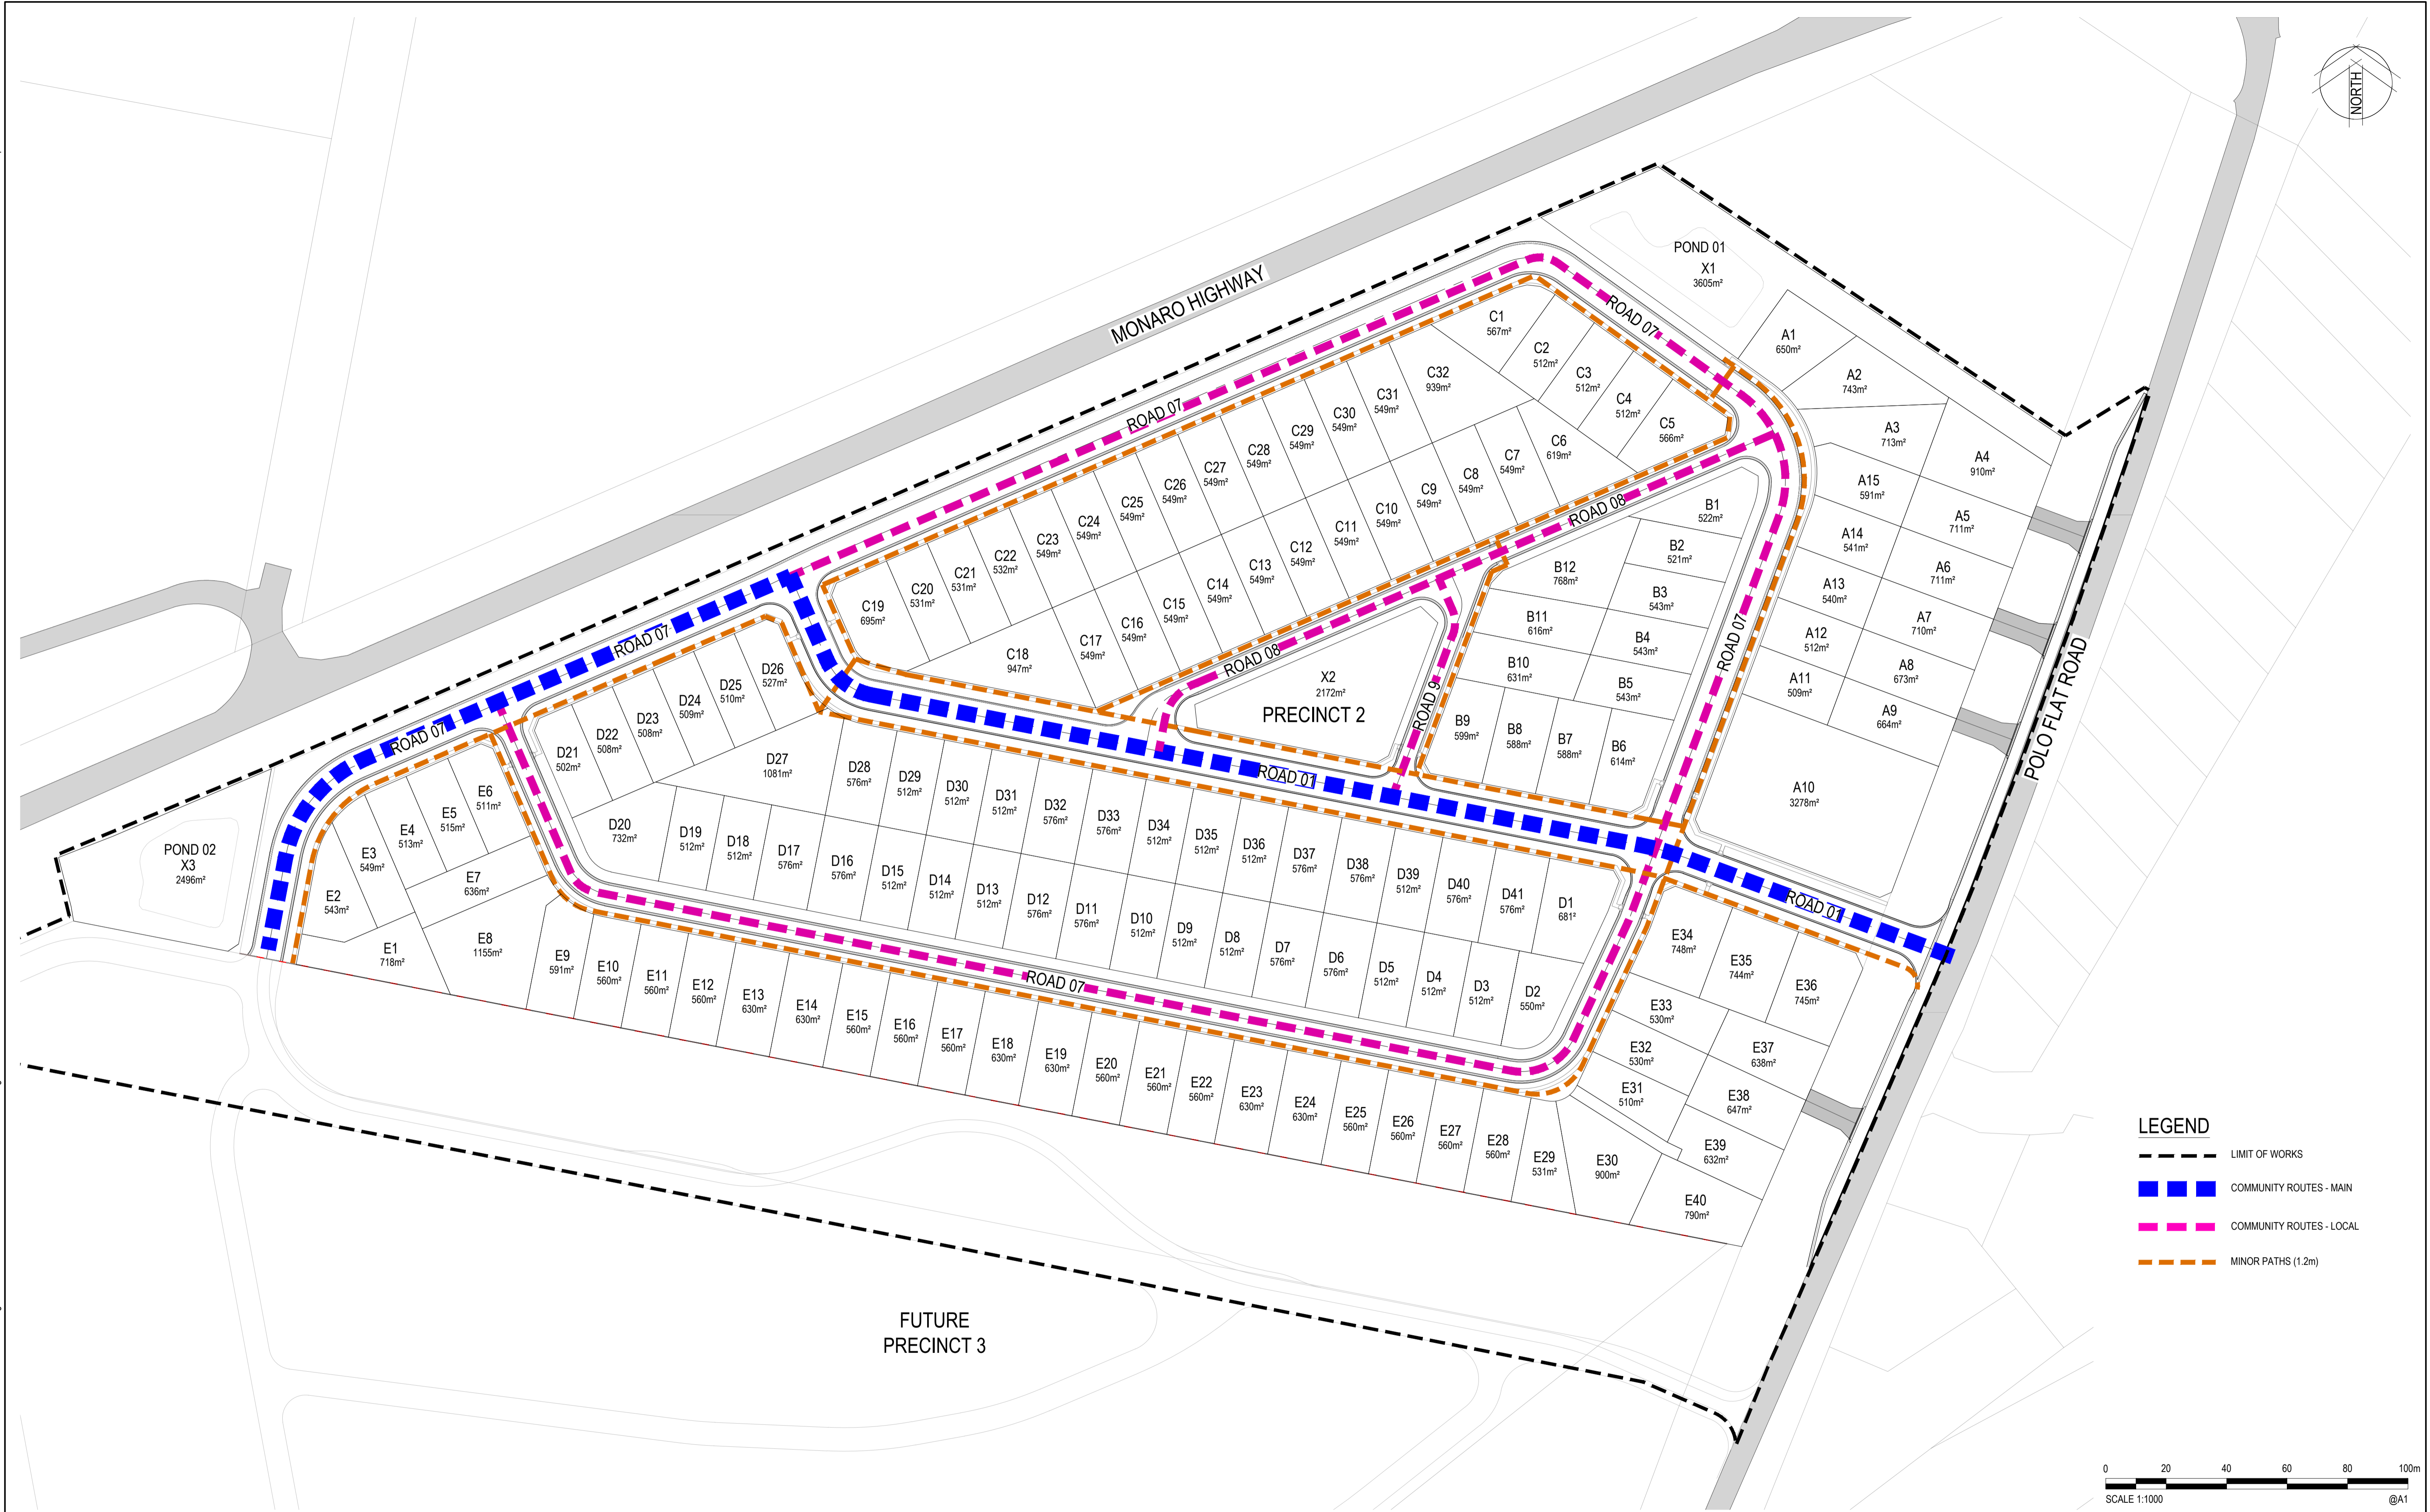 NORTH
MONARO HIGHWAY
POND 01
X1
3605m²
ROAD 07
A1
650m²
A2
743m²
A3
713m²
A4
910m²
A15
591m²
A5
711m²
A14
541m²
A6
711m²
A13
540m²
A7
710m²
A12
512m²
A8
673m²
A11
509m²
A9
664m²
A10
3278m²
POLO FLAT ROAD
C1
567m²
C2
512m²
C3
512m²
C4
512m²
C5
566m²
C6
619m²
C7
549m²
C8
549m²
C9
549m²
C10
549m²
C11
549m²
C12
549m²
C13
549m²
C14
549m²
C15
549m²
C16
549m²
C17
549m²
C18
947m²
C19
695m²
C20
531m²
C21
531m²
C22
532m²
C23
549m²
C24
549m²
C25
549m²
C26
549m²
C27
549m²
C28
549m²
C29
549m²
C30
549m²
C31
549m²
C32
939m²
ROAD 07
ROAD 08
ROAD 08
ROAD 9
ROAD 07
B1
522m²
B2
521m²
B3
543m²
B4
543m²
B5
543m²
B6
614m²
B7
588m²
B8
588m²
B9
599m²
B10
631m²
B11
616m²
B12
768m²
X2
2172m²
PRECINCT 2
ROAD 01
ROAD 01
ROAD 07
ROAD 07
D21
502m²
D22
508m²
D23
508m²
D24
509m²
D25
510m²
D26
527m²
D27
1081m²
D28
576m²
D29
512m²
D30
512m²
D31
512m²
D32
576m²
D33
576m²
D34
512m²
D35
512m²
D36
512m²
D37
576m²
D38
576m²
D39
512m²
D40
576m²
D41
576m²
D1
681²
D20
732m²
D19
512m²
D18
512m²
D17
576m²
D16
576m²
D15
512m²
D14
512m²
D13
512m²
D12
576m²
D11
576m²
D10
512m²
D9
512m²
D8
512m²
D7
576m²
D6
576m²
D5
512m²
D4
512m²
D3
512m²
D2
550m²
ROAD 07
POND 02
X3
2496m²
E1
718m²
E2
543m²
E3
549m²
E4
513m²
E5
515m²
E6
511m²
E7
636m²
E8
1155m²
E9
591m²
E10
560m²
E11
560m²
E12
560m²
E13
630m²
E14
630m²
E15
560m²
E16
560m²
E17
560m²
E18
630m²
E19
630m²
E20
560m²
E21
560m²
E22
560m²
E23
630m²
E24
630m²
E25
560m²
E26
560m²
E27
560m²
E28
560m²
E29
531m²
E30
900m²
E31
510m²
E32
530m²
E33
530m²
E34
748m²
E35
744m²
E36
745m²
E37
638m²
E38
647m²
E39
632m²
E40
790m²
FUTURE
PRECINCT 3
LEGEND
LIMIT OF WORKS
COMMUNITY ROUTES - MAIN
COMMUNITY ROUTES - LOCAL
MINOR PATHS (1.2m)
0 20 40 60 80 100m
SCALE 1:1000 @A1